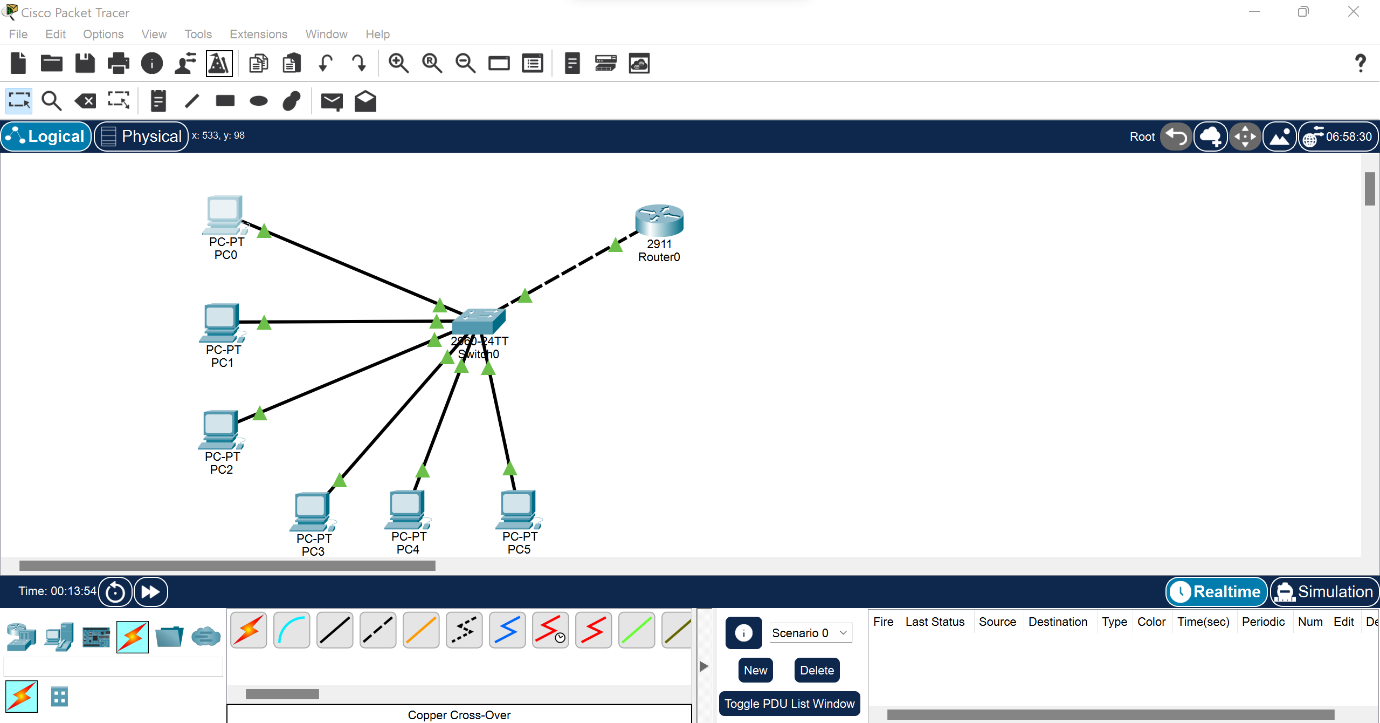 Cisco Packet Tracer
File Edit Options View Tools Extensions Window Help
Logical Physical x: 533, y: 98 Root 06:58:30
PC-PT
PC0
2911
Router0
PC-PT
PC1
2960-24TT
Switch0
PC-PT
PC2
PC-PT
PC3
PC-PT
PC4
PC-PT
PC5
Time: 00:13:54 Realtime Simulation
Scenario 0
New Delete
Toggle PDU List Window
Fire Last Status Source Destination Type Color Time(sec) Periodic Num Edit De
Copper Cross-Over